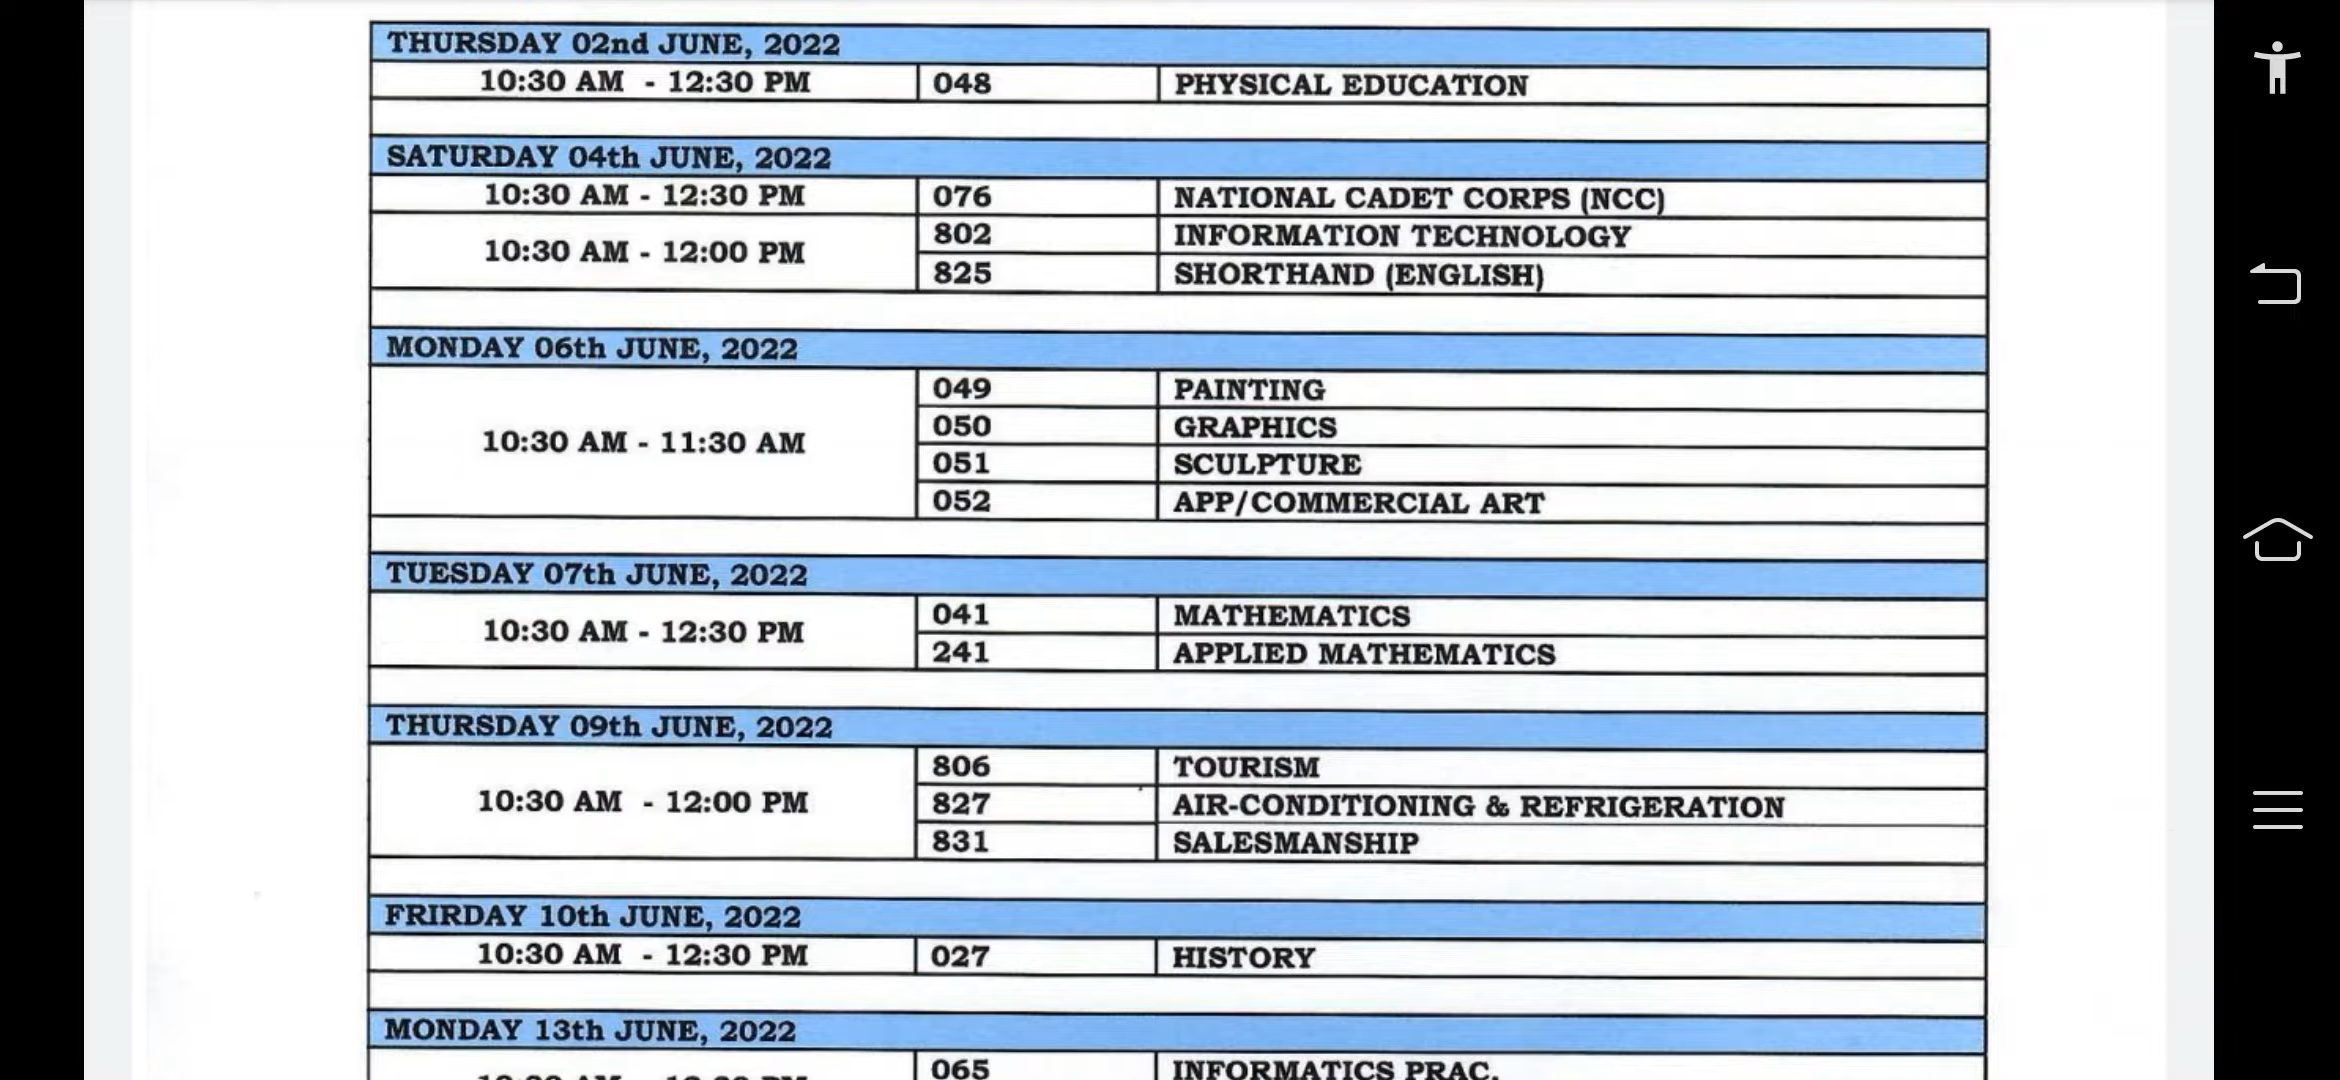 THURSDAY 02nd JUNE, 2022
10:30 AM - 12:30 PM 048 PHYSICAL EDUCATION
SATURDAY 04th JUNE, 2022
10:30 AM - 12:30 PM 076 NATIONAL CADET CORPS (NCC)
10:30 AM - 12:00 PM 802 INFORMATION TECHNOLOGY
825 SHORTHAND (ENGLISH)
MONDAY 06th JUNE, 2022
10:30 AM - 11:30 AM 049 PAINTING
050 GRAPHICS
051 SCULPTURE
052 APP/COMMERCIAL ART
TUESDAY 07th JUNE, 2022
10:30 AM - 12:30 PM 041 MATHEMATICS
241 APPLIED MATHEMATICS
THURSDAY 09th JUNE, 2022
10:30 AM - 12:00 PM 806 TOURISM
827 AIR-CONDITIONING & REFRIGERATION
831 SALESMANSHIP
FRIRDAY 10th JUNE, 2022
10:30 AM - 12:30 PM 027 HISTORY
MONDAY 13th JUNE, 2022
065 INFORMATICS PRAC.